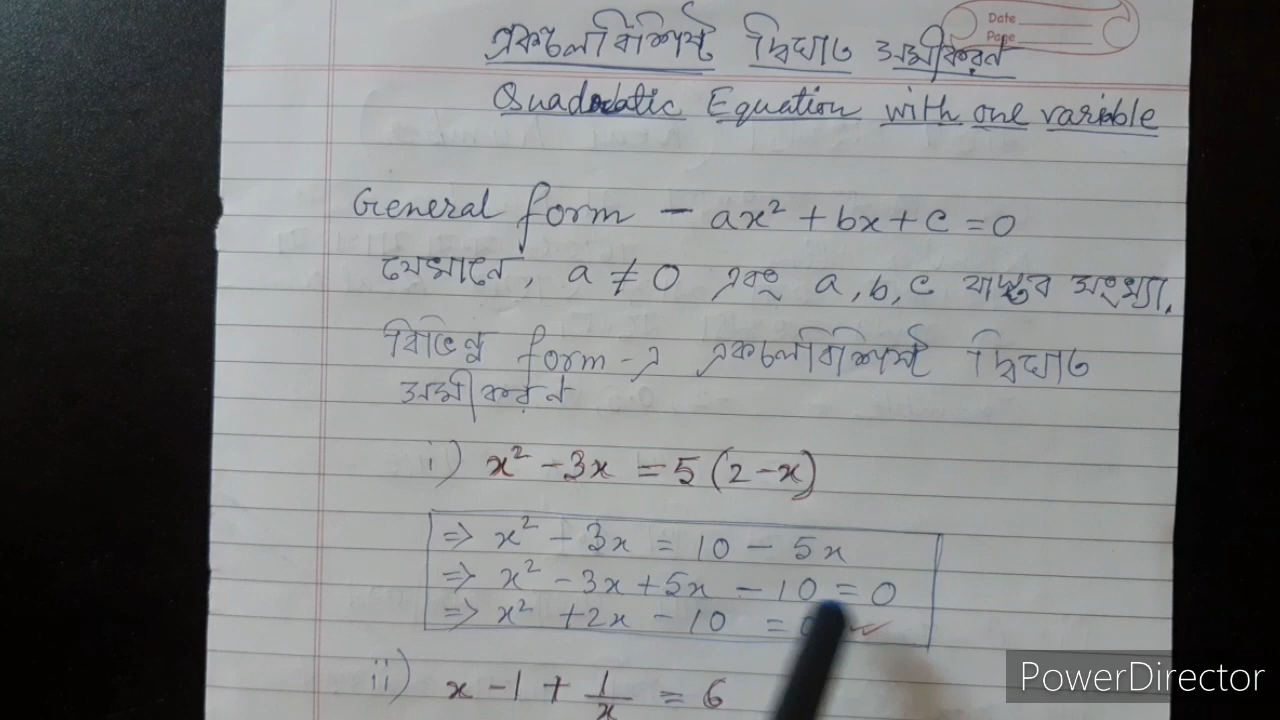 একচলবিশিষ্ট দ্বিঘাত সমীকরণ
Date
Page
Quadratic Equation with one variable
General form - ax² + bx + c = 0
যেখানে, a ≠ 0 এবং a, b, c বাস্তব সংখ্যা.
বিভিন্ন form-এ একচলবিশিষ্ট দ্বিঘাত
সমীকরণ
i) x² - 3x = 5(2-x)
⇒ x² - 3x = 10 - 5x
⇒ x² - 3x + 5x - 10 = 0
⇒ x² + 2x - 10 = 0
ii) x - 1 + 1/x = 6
PowerDirector